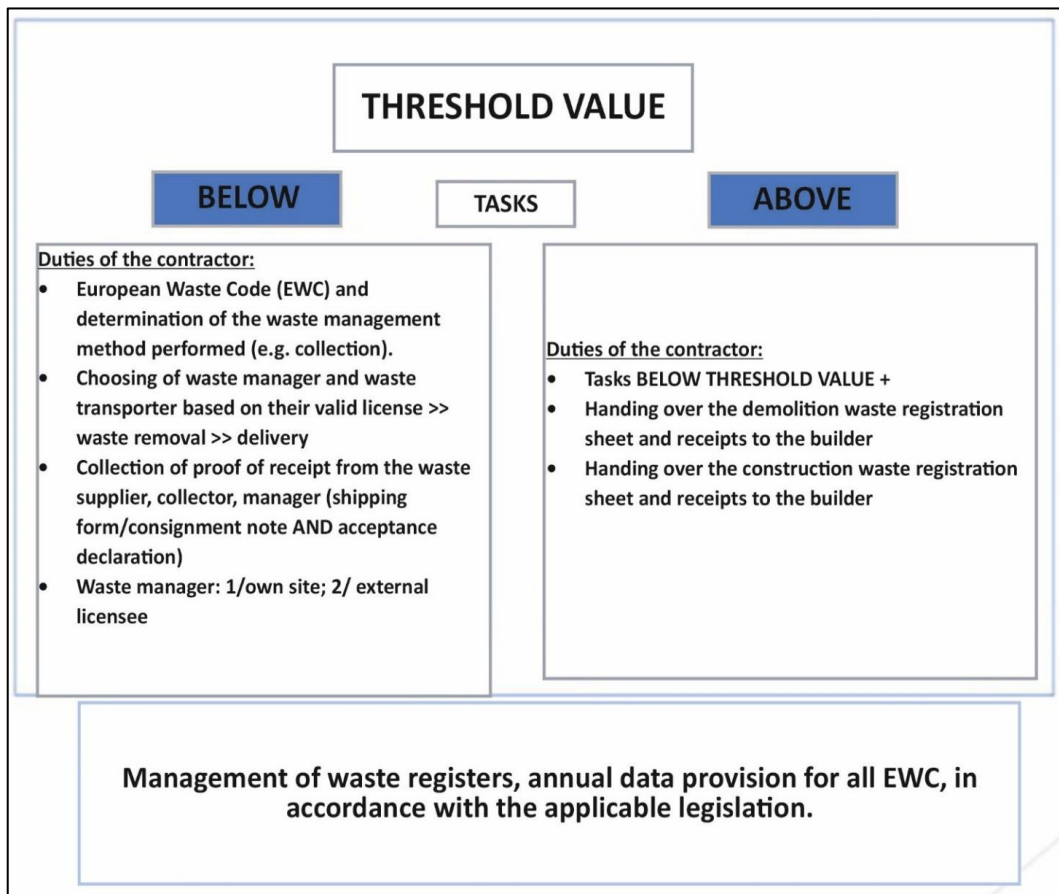 THRESHOLD VALUE
BELOW
TASKS
ABOVE
Duties of the contractor:
• European Waste Code (EWC) and
determination of the waste management
method performed (e.g. collection).
• Choosing of waste manager and waste
transporter based on their valid license >>
waste removal >> delivery
• Collection of proof of receipt from the waste
supplier, collector, manager (shipping
form/consignment note AND acceptance
declaration)
• Waste manager: 1/own site; 2/ external
licensee
Duties of the contractor:
• Tasks BELOW THRESHOLD VALUE +
• Handing over the demolition waste registration
sheet and receipts to the builder
• Handing over the construction waste registration
sheet and receipts to the builder
Management of waste registers, annual data provision for all EWC, in
accordance with the applicable legislation.